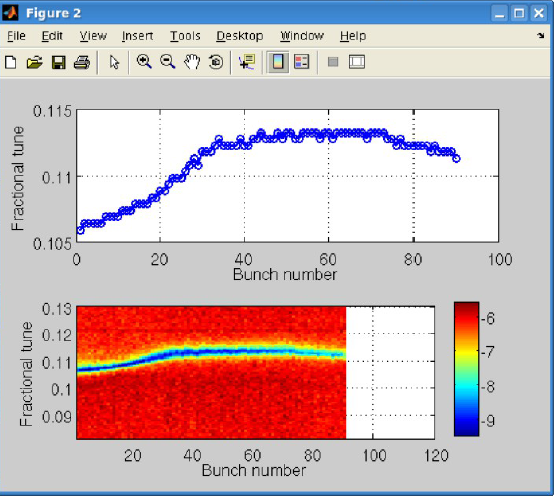 Figure 2
File Edit View Insert Tools Desktop Window Help
0.115
0.11
0.105
Fractional tune
0 20 40 60 80 100
Bunch number
0.13
0.12
0.11
0.1
0.09
Fractional tune
20 40 60 80 100 120
Bunch number
-6
-7
-8
-9